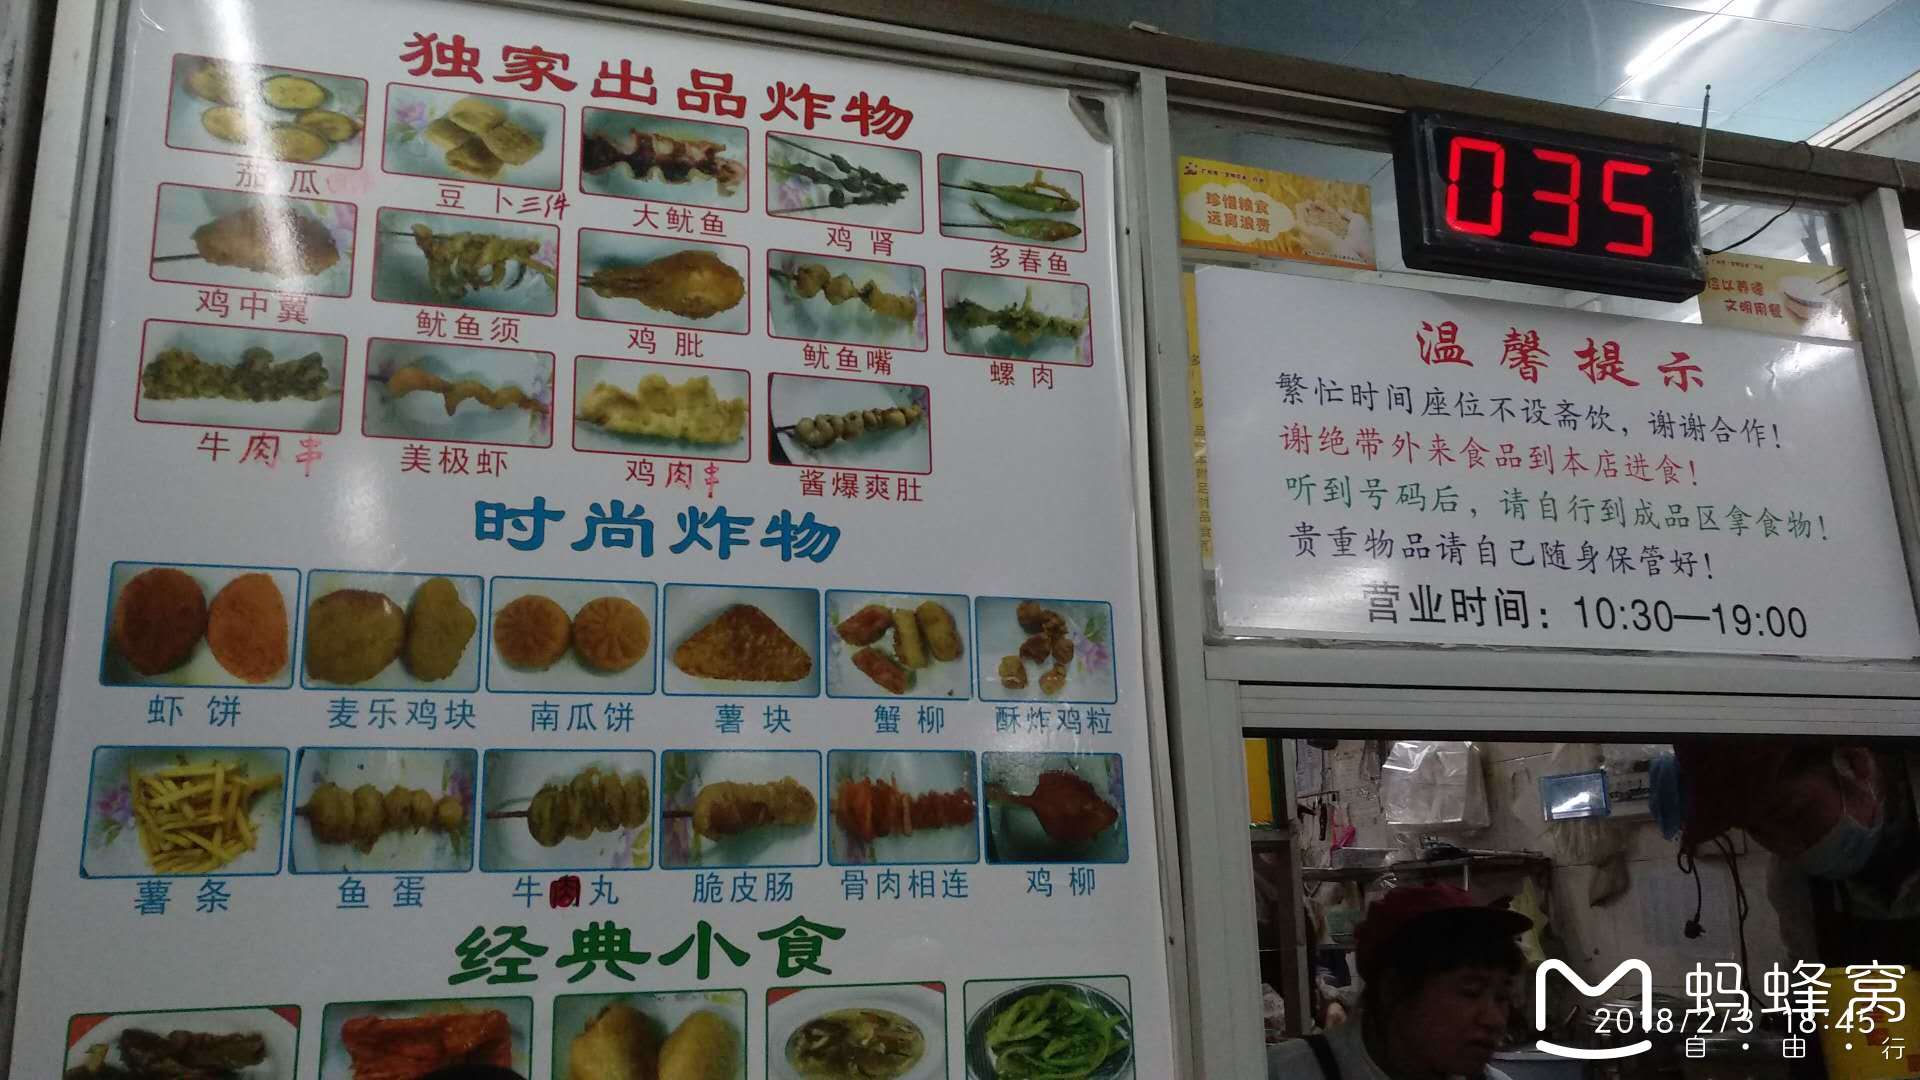 独家出品炸物
茄瓜
豆卜三件
大鱿鱼
鸡肾
多春鱼
鸡中翼
鱿鱼须
鸡肶
鱿鱼嘴
螺肉
牛肉串
美极虾
鸡肉串
酱爆爽肚
时尚炸物
虾饼
麦乐鸡块
南瓜饼
薯块
蟹柳
酥炸鸡粒
薯条
鱼蛋
牛肉丸
脆皮肠
骨肉相连
鸡柳
经典小食
珍惜粮食
远离浪费
035
俭以养德
文明用餐
温馨提示
繁忙时间座位不设斋饮，谢谢合作！
谢绝带外来食品到本店进食！
听到号码后，请自行到成品区拿食物！
贵重物品请自己随身保管好！
营业时间：10:30—19:00
蚂蜂窝
2018/2/3 18:45
自·由·行